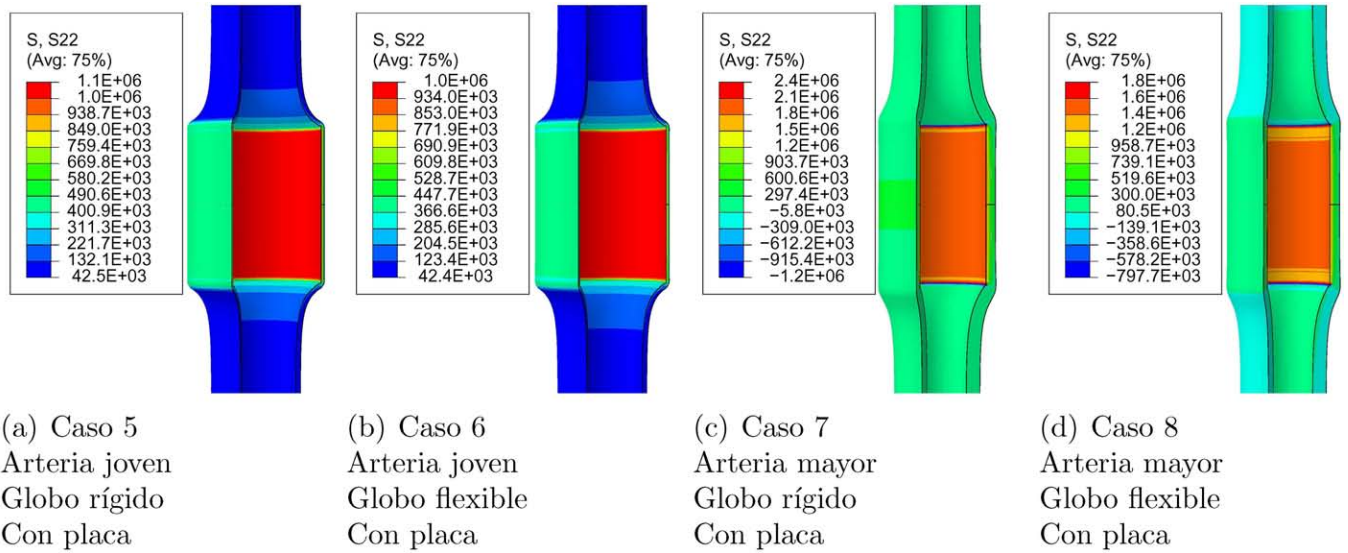 S, S22
(Avg: 75%)
1.1E+06
1.0E+06
938.7E+03
849.0E+03
759.4E+03
669.8E+03
580.2E+03
490.6E+03
400.9E+03
311.3E+03
221.7E+03
132.1E+03
42.5E+03
S, S22
(Avg: 75%)
1.0E+06
934.0E+03
853.0E+03
771.9E+03
690.9E+03
609.8E+03
528.7E+03
447.7E+03
366.6E+03
285.6E+03
204.5E+03
123.4E+03
42.4E+03
S, S22
(Avg: 75%)
2.4E+06
2.1E+06
1.8E+06
1.5E+06
1.2E+06
903.7E+03
600.6E+03
297.4E+03
−5.8E+03
−309.0E+03
−612.2E+03
−915.4E+03
−1.2E+06
S, S22
(Avg: 75%)
1.8E+06
1.6E+06
1.4E+06
1.2E+06
958.7E+03
739.1E+03
519.6E+03
300.0E+03
80.5E+03
−139.1E+03
−358.6E+03
−578.2E+03
−797.7E+03
(a) Caso 5
Arteria joven
Globo rígido
Con placa
(b) Caso 6
Arteria joven
Globo flexible
Con placa
(c) Caso 7
Arteria mayor
Globo rígido
Con placa
(d) Caso 8
Arteria mayor
Globo flexible
Con placa